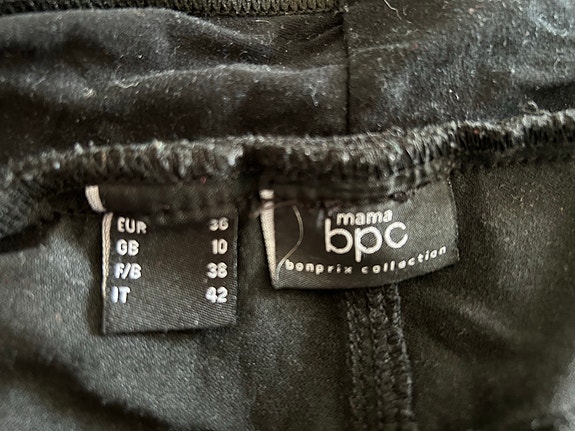 EUR 36
GB 10
F/B 38
IT 42
mama
bpc
bonprix collection